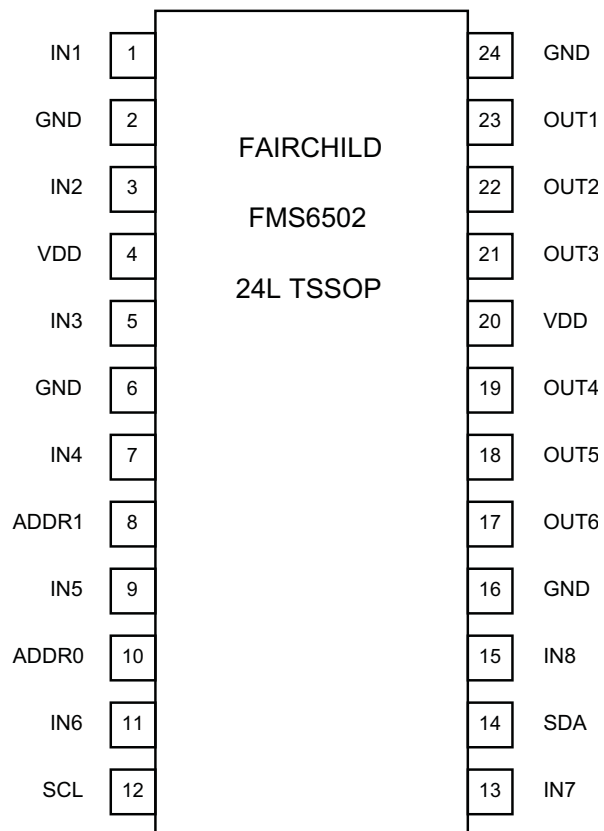 IN1 1 24 GND
GND 2 23 OUT1
FAIRCHILD
IN2 3 22 OUT2
FMS6502
VDD 4 21 OUT3
24L TSSOP
IN3 5 20 VDD
GND 6 19 OUT4
IN4 7 18 OUT5
ADDR1 8 17 OUT6
IN5 9 16 GND
ADDR0 10 15 IN8
IN6 11 14 SDA
SCL 12 13 IN7